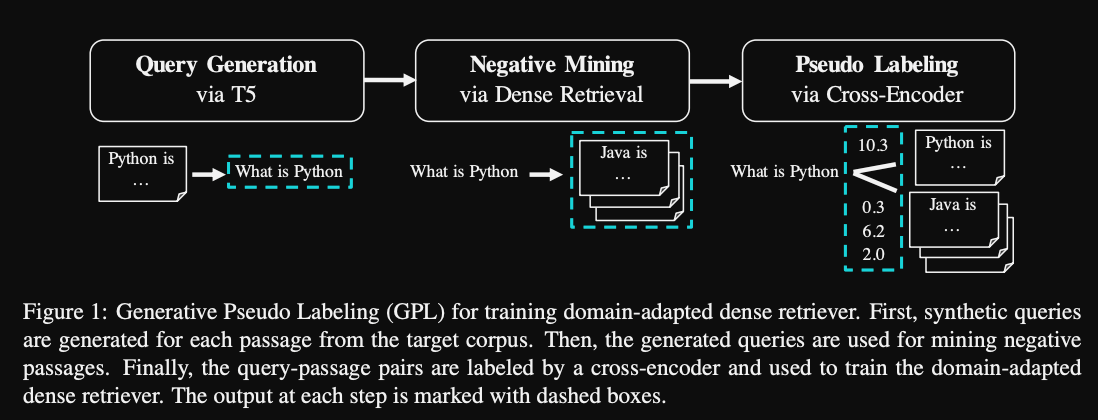 Query Generation
via T5
Negative Mining
via Dense Retrieval
Pseudo Labeling
via Cross-Encoder
Python is
...
What is Python
What is Python
Java is
...
What is Python
10.3
0.3
6.2
2.0
Python is
...
Java is
...
Figure 1: Generative Pseudo Labeling (GPL) for training domain-adapted dense retriever. First, synthetic queries
are generated for each passage from the target corpus. Then, the generated queries are used for mining negative
passages. Finally, the query-passage pairs are labeled by a cross-encoder and used to train the domain-adapted
dense retriever. The output at each step is marked with dashed boxes.